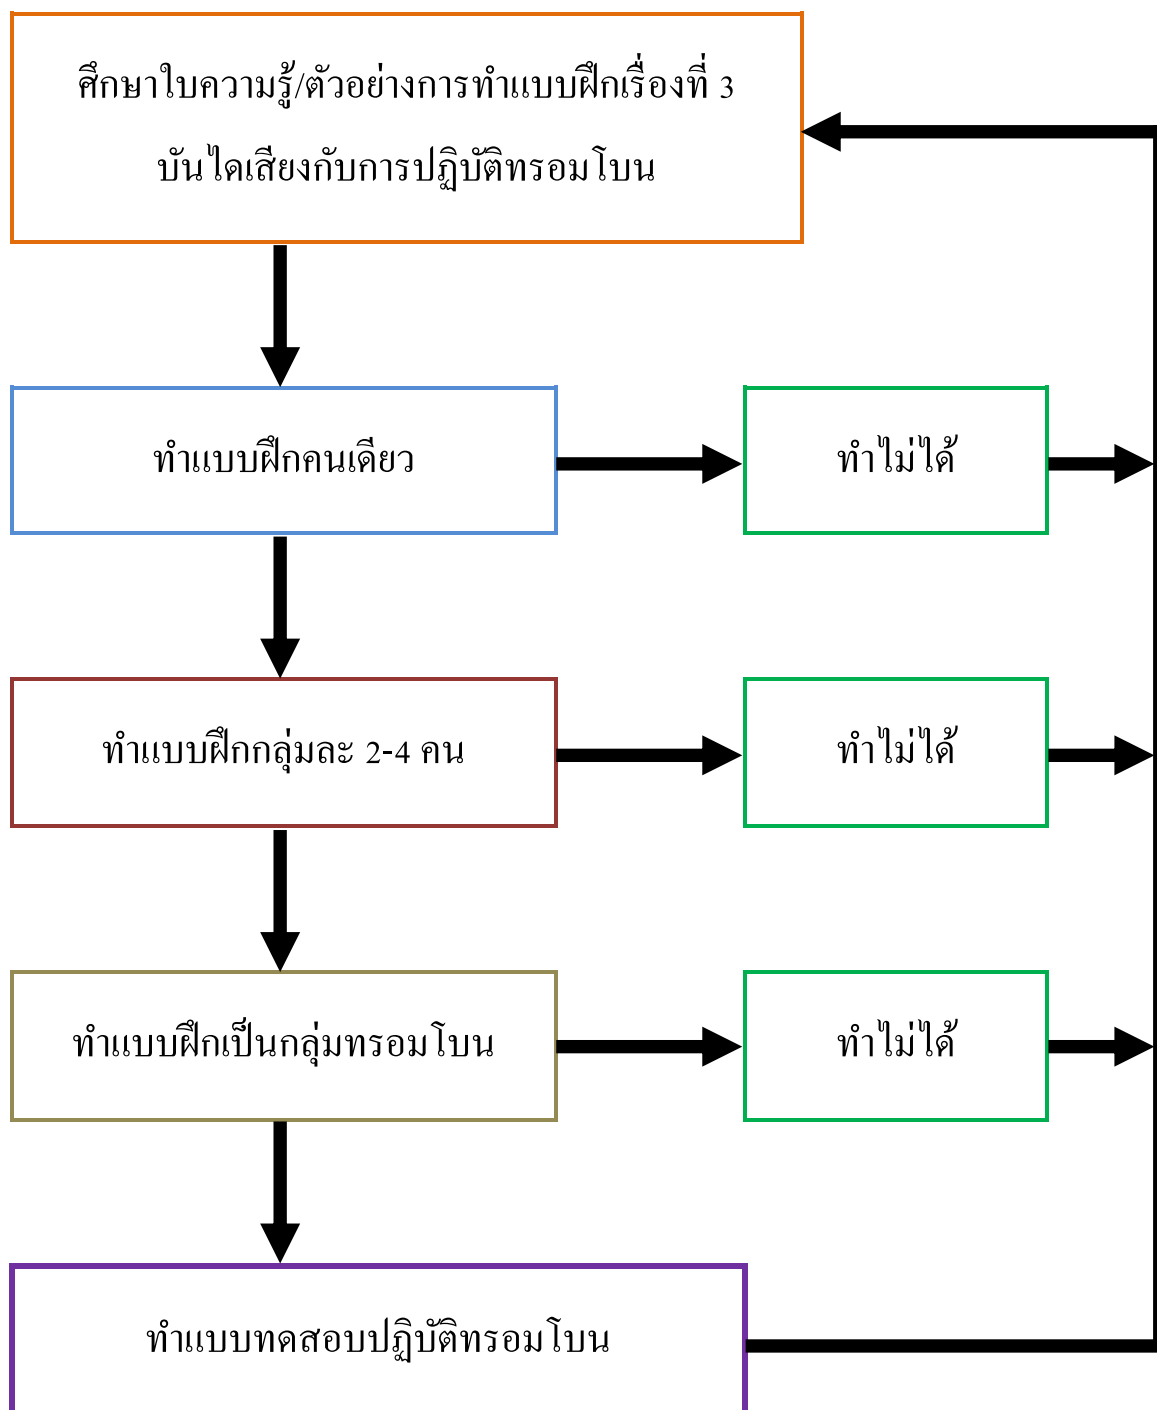 ศึกษาใบความรู้/ตัวอย่างการทำแบบฝึกเรื่องที่ 3
บันไดเสียงกับการปฏิบัติทรอมโบน
ทำแบบฝึกคนเดียว
ทำไม่ได้
ทำแบบฝึกกลุ่มละ 2-4 คน
ทำไม่ได้
ทำแบบฝึกเป็นกลุ่มทรอมโบน
ทำไม่ได้
ทำแบบทดสอบปฏิบัติทรอมโบน